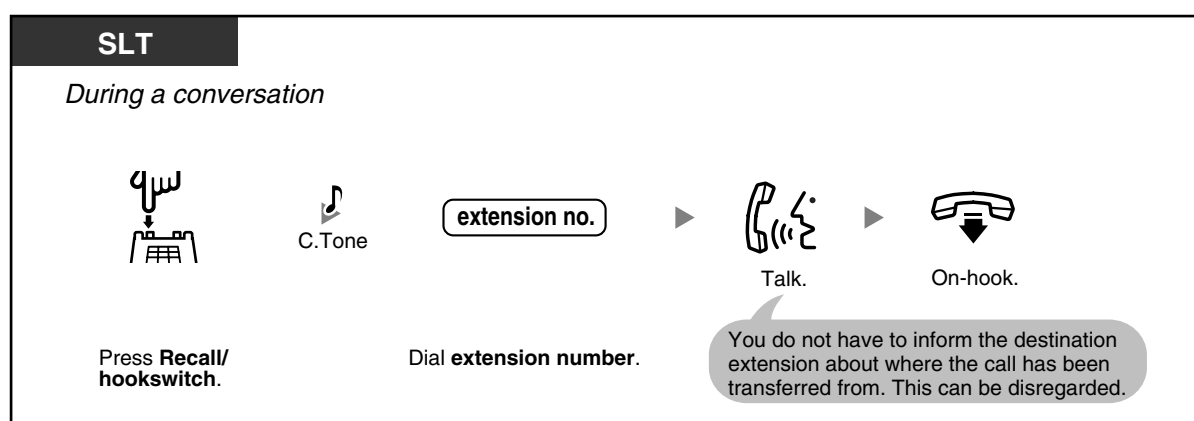 SLT
During a conversation
C.Tone
extension no.
Talk.
On-hook.
Press Recall/
hookswitch.
Dial extension number.
You do not have to inform the destination
extension about where the call has been
transferred from. This can be disregarded.